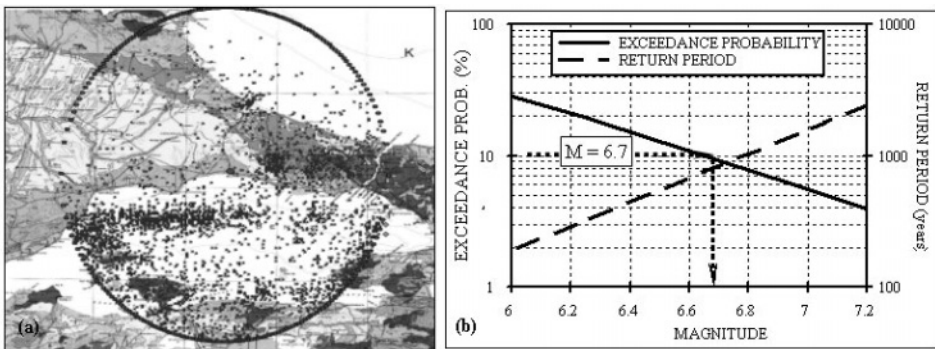 K
(a)
100
10
1
EXCEEDANCE PROB. (%)
EXCEEDANCE PROBABILITY
RETURN PERIOD
M = 6.7
10000
1000
100
RETURN PERIOD (years)
6 6.2 6.4 6.6 6.8 7 7.2
MAGNITUDE
(b)